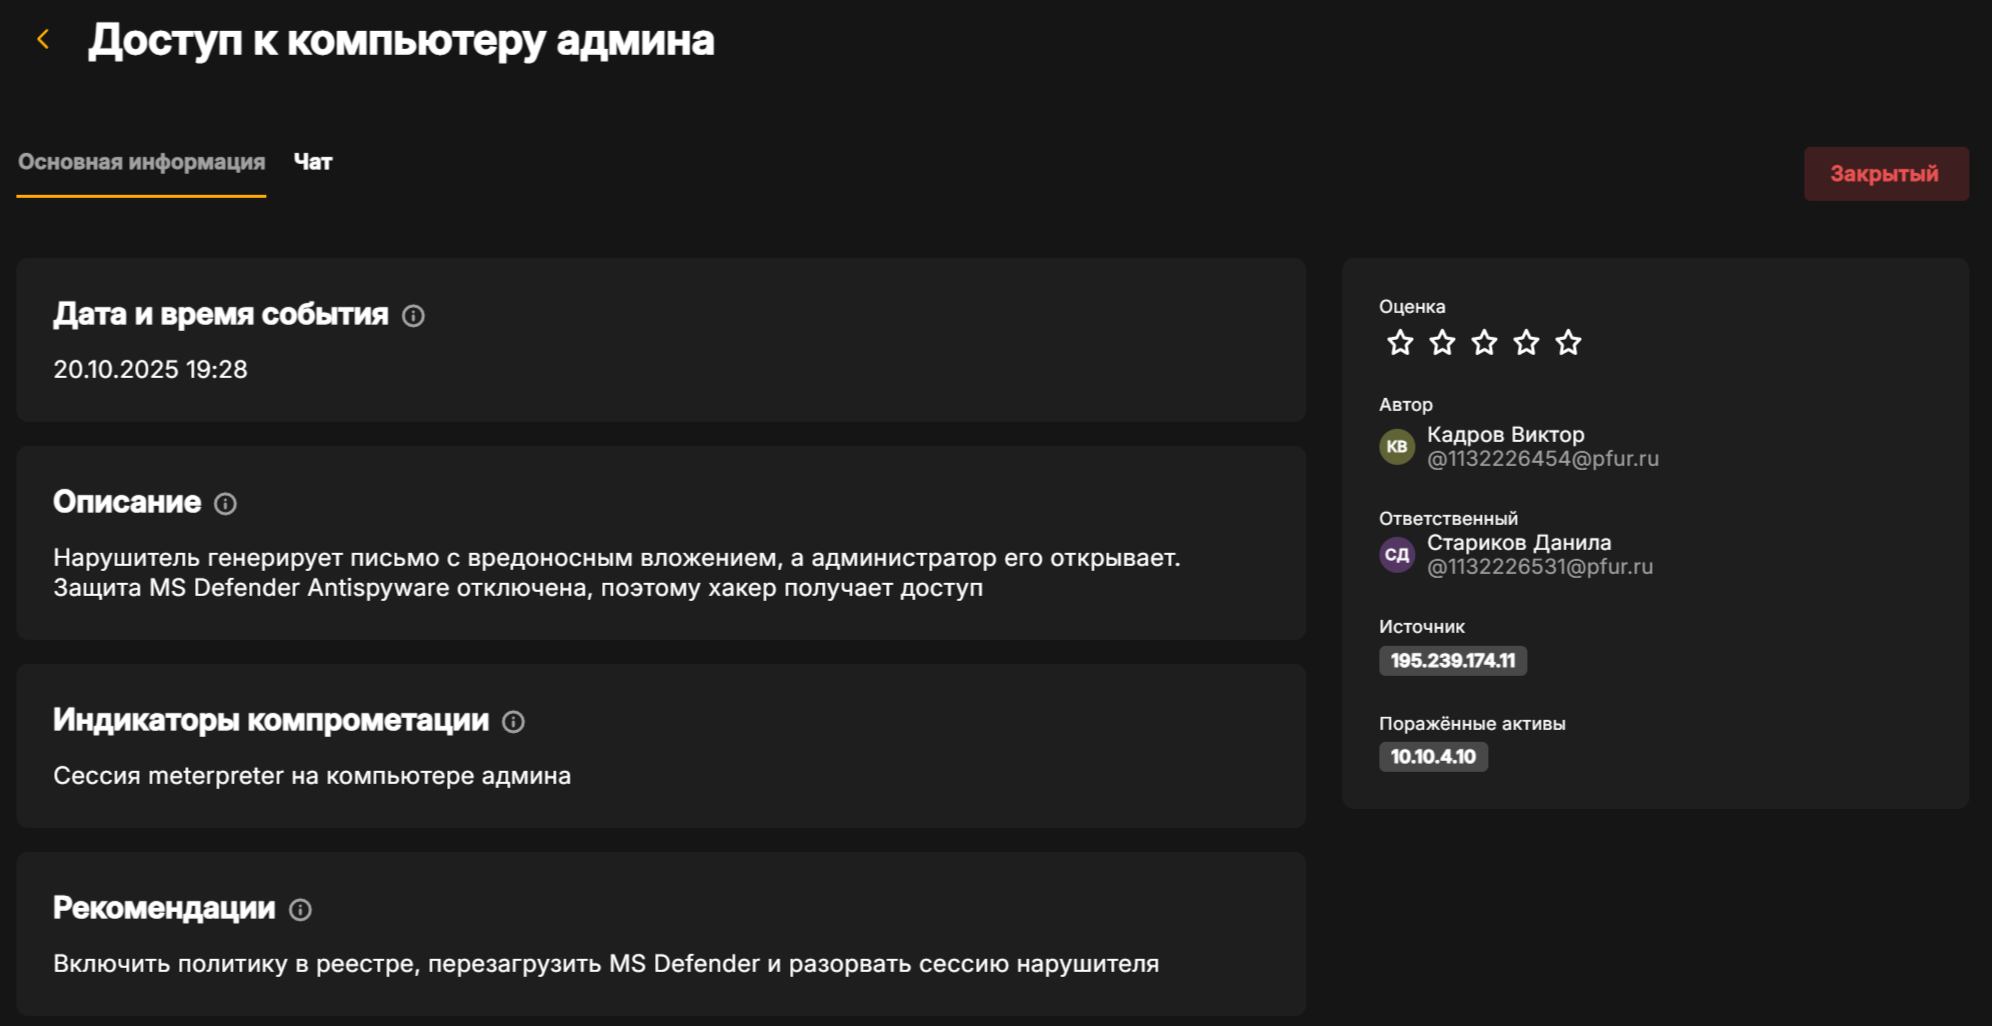 Доступ к компьютеру админа
Основная информация
Чат
Закрытый
Дата и время события
20.10.2025 19:28
Описание
Нарушитель генерирует письмо с вредоносным вложением, а администратор его открывает.
Защита MS Defender Antispyware отключена, поэтому хакер получает доступ
Индикаторы компрометации
Сессия meterpreter на компьютере админа
Рекомендации
Включить политику в реестре, перезагрузить MS Defender и разорвать сессию нарушителя
Оценка
Автор
КВ
Кадров Виктор
@1132226454@pfur.ru
Ответственный
СД
Стариков Данила
@1132226531@pfur.ru
Источник
195.239.174.11
Поражённые активы
10.10.4.10